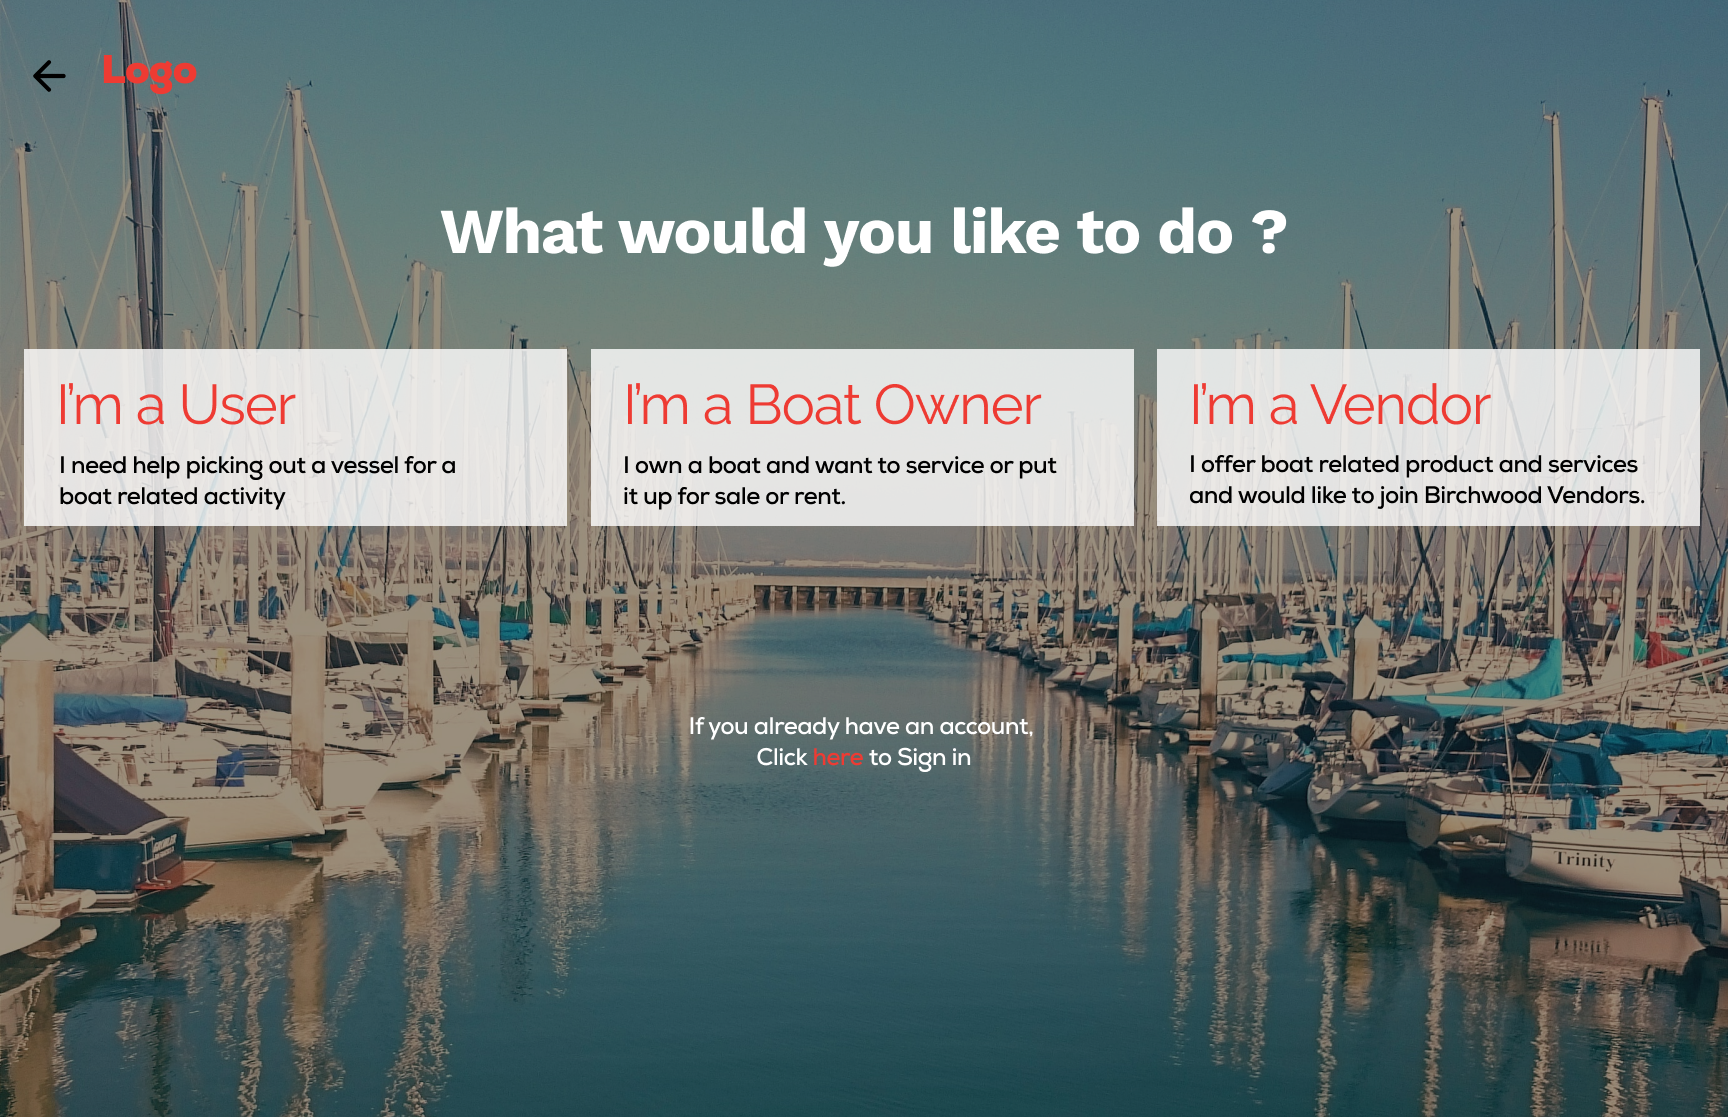 Logo
What would you like to do ?
I'm a User
I need help picking out a vessel for a
boat related activity
I'm a Boat Owner
I own a boat and want to service or put
it up for sale or rent.
I'm a Vendor
I offer boat related product and services
and would like to join Birchwood Vendors.
If you already have an account,
Click here to Sign in
Trinity